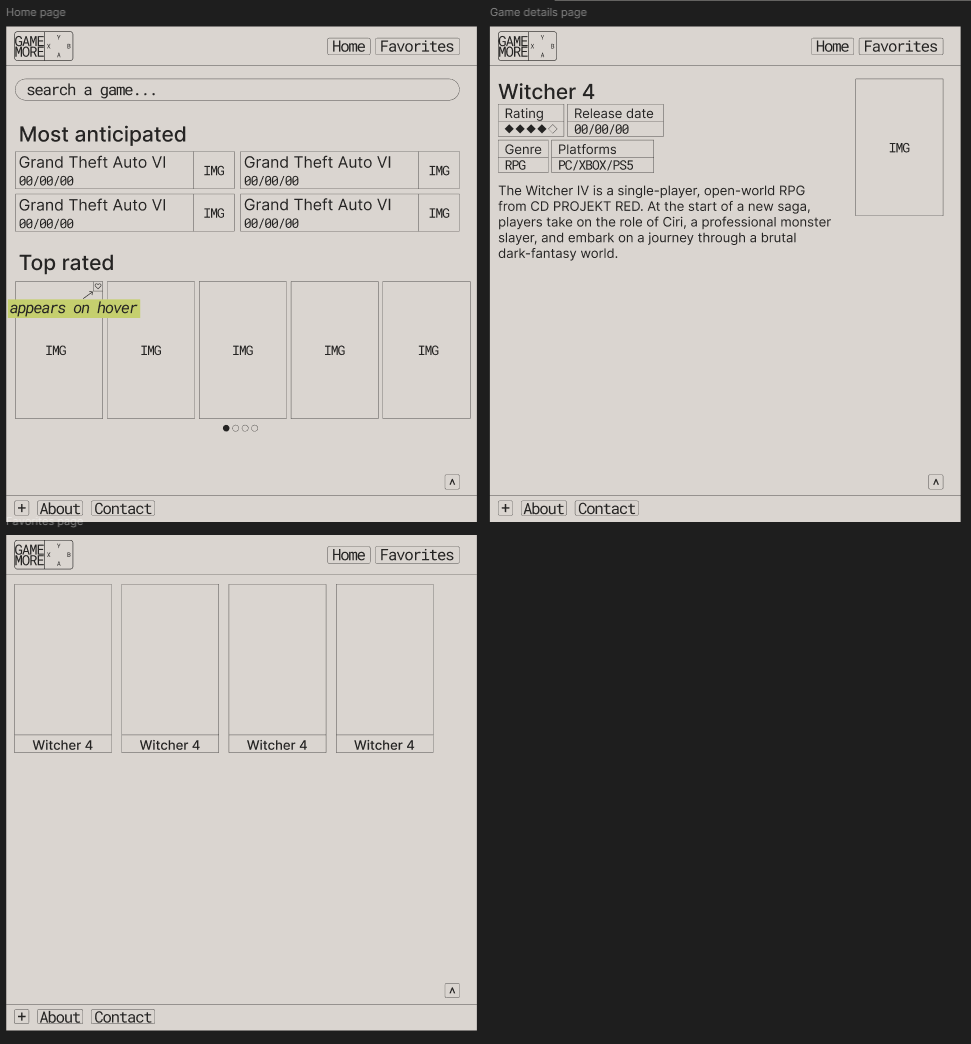 Home page
GAME
MORE
Y
X B
A
Home Favorites
search a game...
Most anticipated
Grand Theft Auto VI
00/00/00
IMG
Grand Theft Auto VI
00/00/00
IMG
Grand Theft Auto VI
00/00/00
IMG
Grand Theft Auto VI
00/00/00
IMG
Top rated
appears on hover
IMG IMG IMG IMG IMG
^
+ About Contact
Game details page
GAME
MORE
Y
X B
A
Home Favorites
Witcher 4
Rating
Release date
00/00/00
Genre
RPG
Platforms
PC/XBOX/PS5
IMG
The Witcher IV is a single-player, open-world RPG
from CD PROJEKT RED. At the start of a new saga,
players take on the role of Ciri, a professional monster
slayer, and embark on a journey through a brutal
dark-fantasy world.
^
+ About Contact
Favorites page
GAME
MORE
Y
X B
A
Home Favorites
Witcher 4 Witcher 4 Witcher 4 Witcher 4
^
+ About Contact